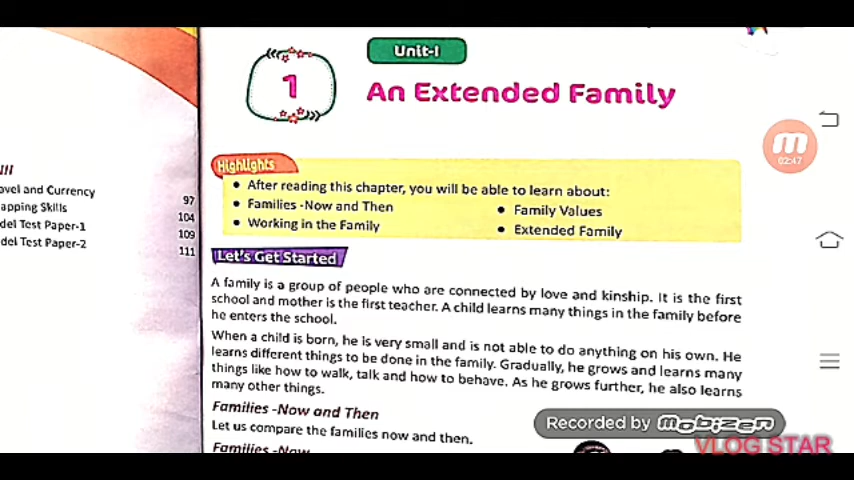 Unit-I
1
An Extended Family
Highlights
• After reading this chapter, you will be able to learn about:
• Families -Now and Then
• Family Values
• Working in the Family
• Extended Family
Let's Get Started
A family is a group of people who are connected by love and kinship. It is the first
school and mother is the first teacher. A child learns many things in the family before
he enters the school.
When a child is born, he is very small and is not able to do anything on his own. He
learns different things to be done in the family. Gradually, he grows and learns many
things like how to walk, talk and how to behave. As he grows further, he also learns
many other things.
Families -Now and Then
Let us compare the families now and then.
Families -Now
III
and Currency
97
Skills
104
Test Paper-1
109
Test Paper-2
111
02:47
Recorded by mobizen
VLOG STAR